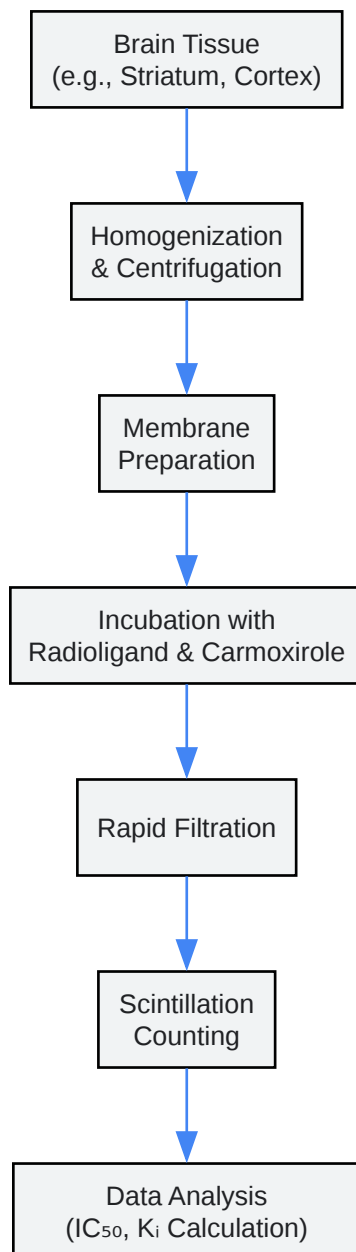 Brain Tissue
(e.g., Striatum, Cortex)
Homogenization
& Centrifugation
Membrane
Preparation
Incubation with
Radioligand & Carmoxirole
Rapid Filtration
Scintillation
Counting
Data Analysis
(IC₅₀, Kᵢ Calculation)